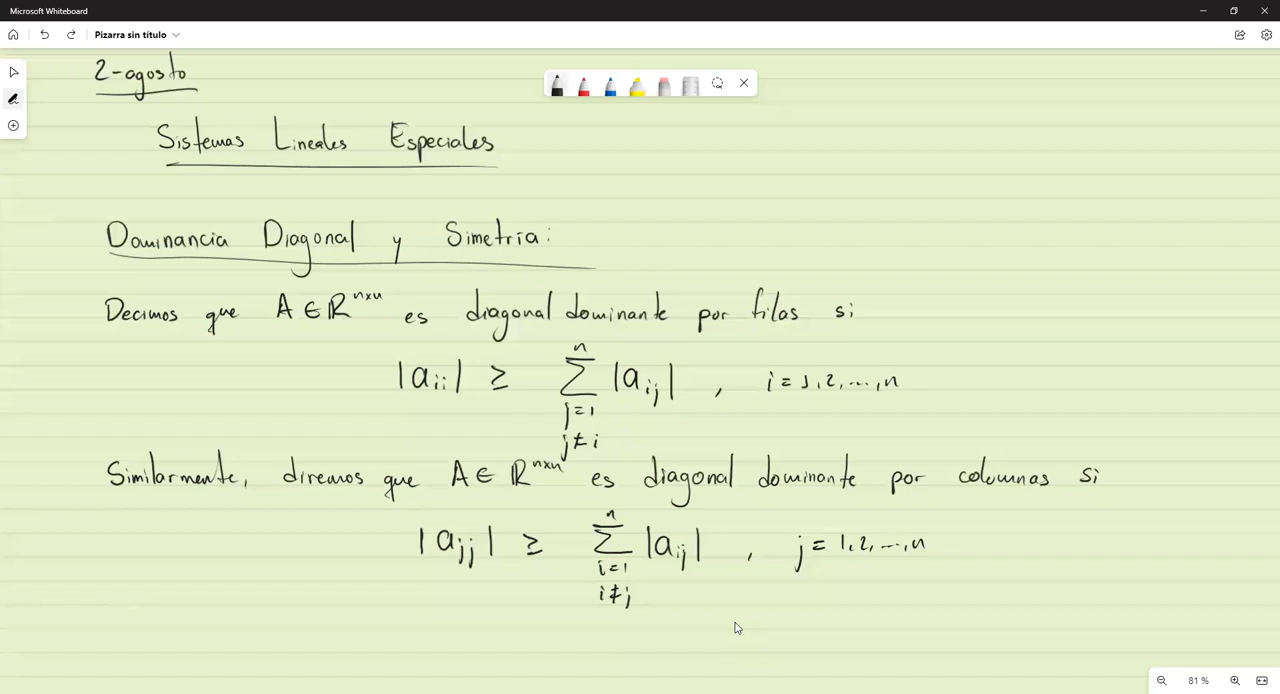 Microsoft Whiteboard
Pizarra sin título
2-agosto
Sistemas Lineales Especiales
Dominancia Diagonal y Simetría:
Decimos que A ∈ ℝ^{n×n} es diagonal dominante por filas si
|a_{ii}| ≥ \sum_{j=1, j≠i}^{n} |a_{ij}| , i = 1,2,...,n
Similarmente, diremos que A ∈ ℝ^{n×n} es diagonal dominante por columnas si
|a_{jj}| ≥ \sum_{i=1, i≠j}^{n} |a_{ij}| , j = 1,2,...,n
81 %